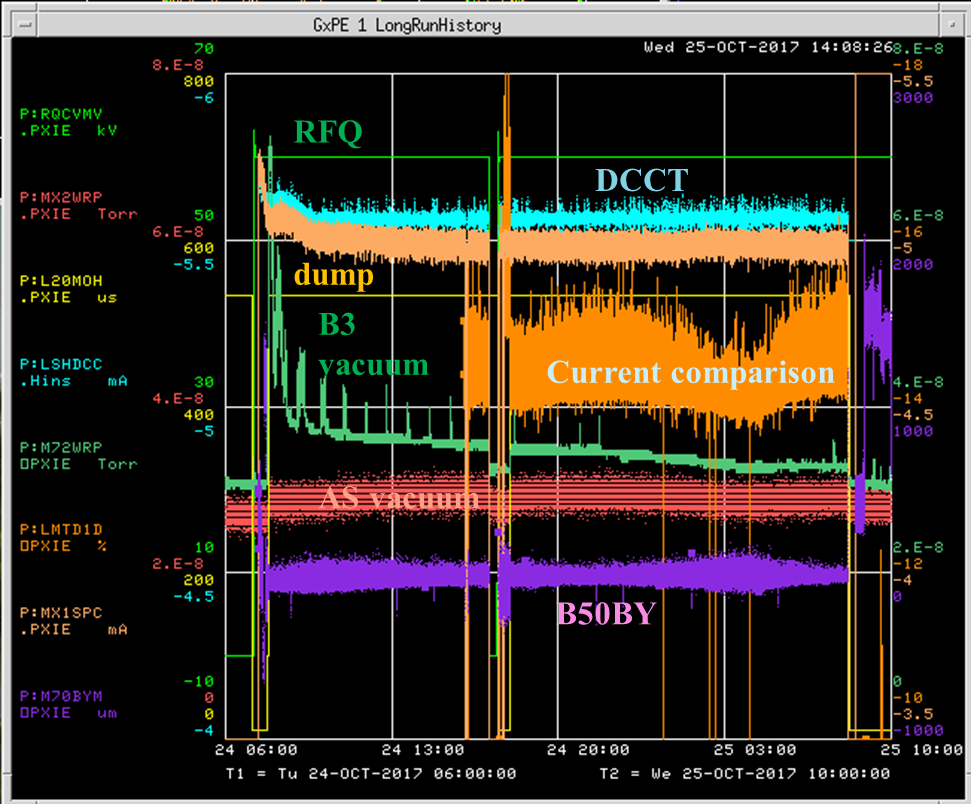 GxPE 1 LongRunHistory
Wed 25-OCT-2017 14:08:26
70 8.E-8
8.E-8 -18
800 -5.5
-6 3000
P:RQCVMV
.PXIE kV
RFQ
P:MX2WRP
.PXIE Torr
DCCT
50 6.E-8
6.E-8 -16
600 -5
-5.5 2000
P:L20MOH
.PXIE us
dump
B3
vacuum
P:LSHDCC
.Hins mA
Current comparison
30 4.E-8
4.E-8 -14
400 -4.5
-5 1000
P:M72WRP
□PXIE Torr
AS vacuum
P:LMTD1D
□PXIE %
10 2.E-8
2.E-8 -12
200 -4
-4.5 0
P:MX1SPC
.PXIE mA
B50BY
P:M70BYM
□PXIE um
-10 0
0 -10
0 -3.5
-4 -1000
24 06:00 24 13:00 24 20:00 25 03:00 25 10:00
T1 = Tu 24-OCT-2017 06:00:00 T2 = We 25-OCT-2017 10:00:00